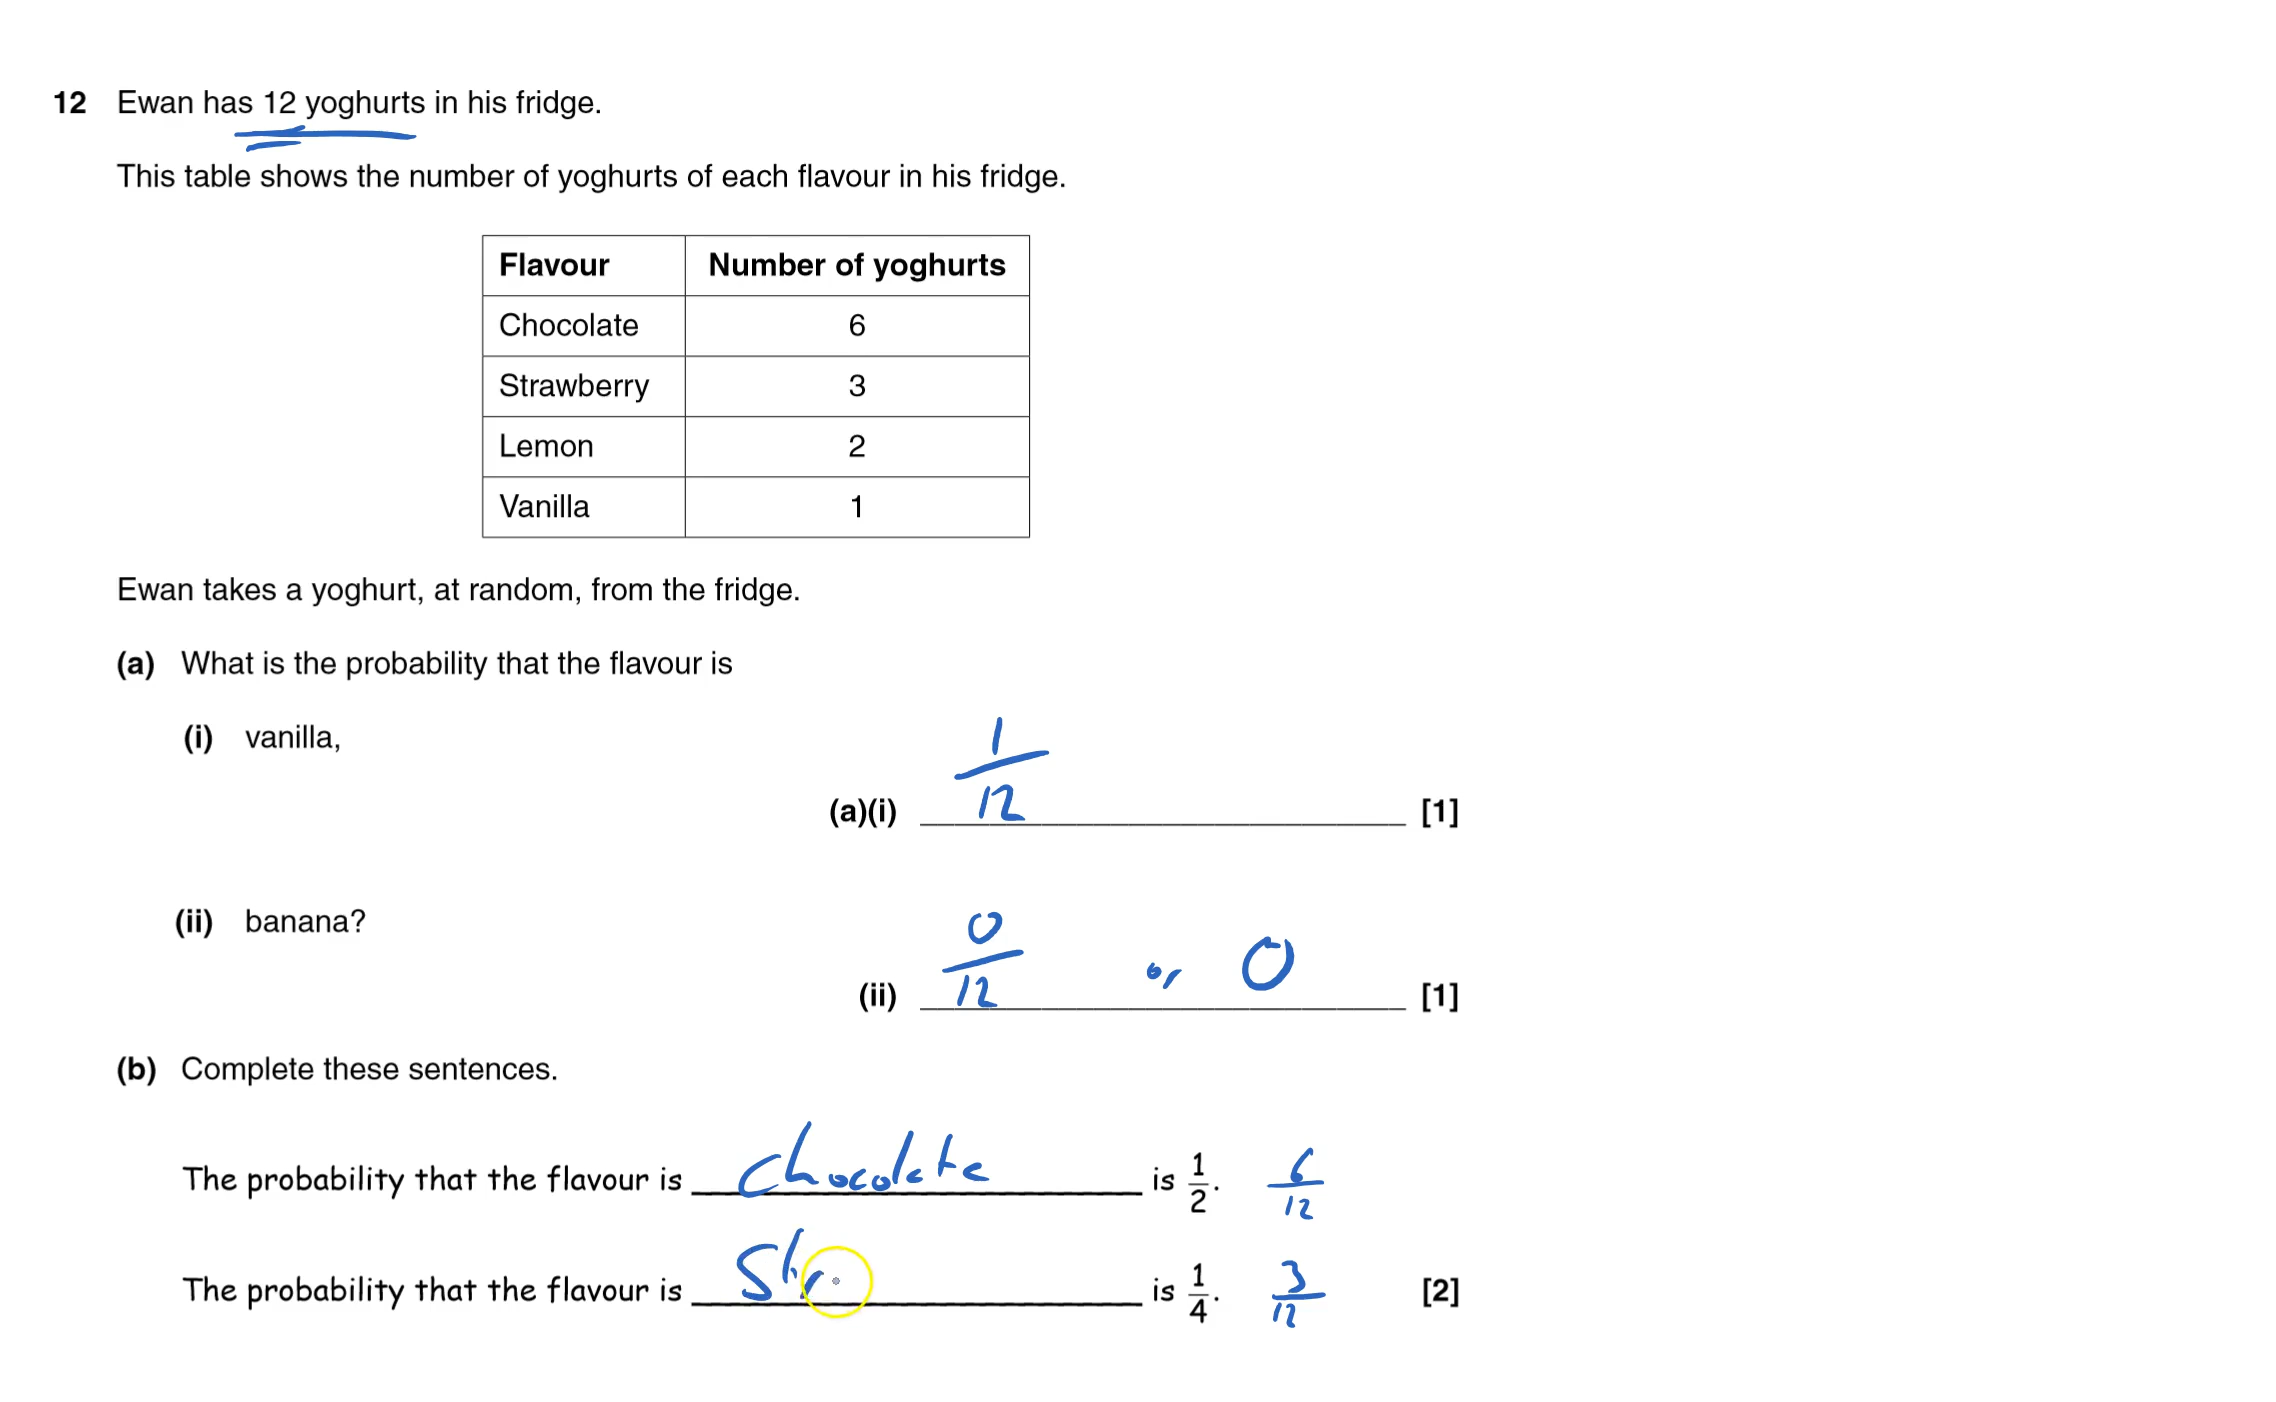 12 Ewan has 12 yoghurts in his fridge.
This table shows the number of yoghurts of each flavour in his fridge.
Flavour Number of yoghurts
Chocolate 6
Strawberry 3
Lemon 2
Vanilla 1
Ewan takes a yoghurt, at random, from the fridge.
(a) What is the probability that the flavour is
(i) vanilla,
(a)(i) 1/12 [1]
(ii) banana?
(ii) 0/12 or 0 [1]
(b) Complete these sentences.
The probability that the flavour is chocolate is 1/2. 6/12
The probability that the flavour is Str is 1/4. 3/12 [2]